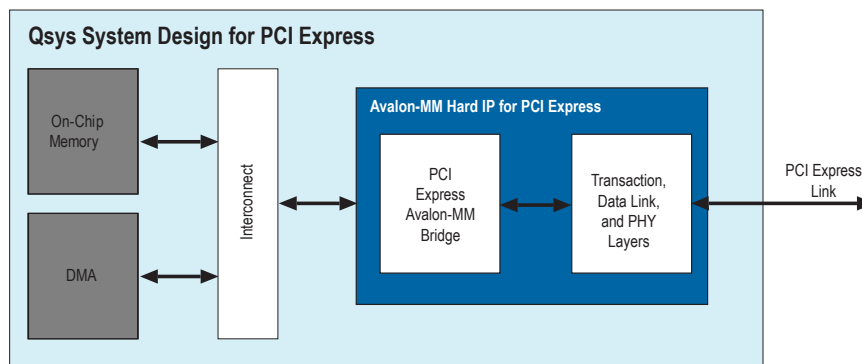 Qsys System Design for PCI Express
On-Chip
Memory
DMA
Interconnect
Avalon-MM Hard IP for PCI Express
PCI
Express
Avalon-MM
Bridge
Transaction,
Data Link,
and PHY
Layers
PCI Express
Link